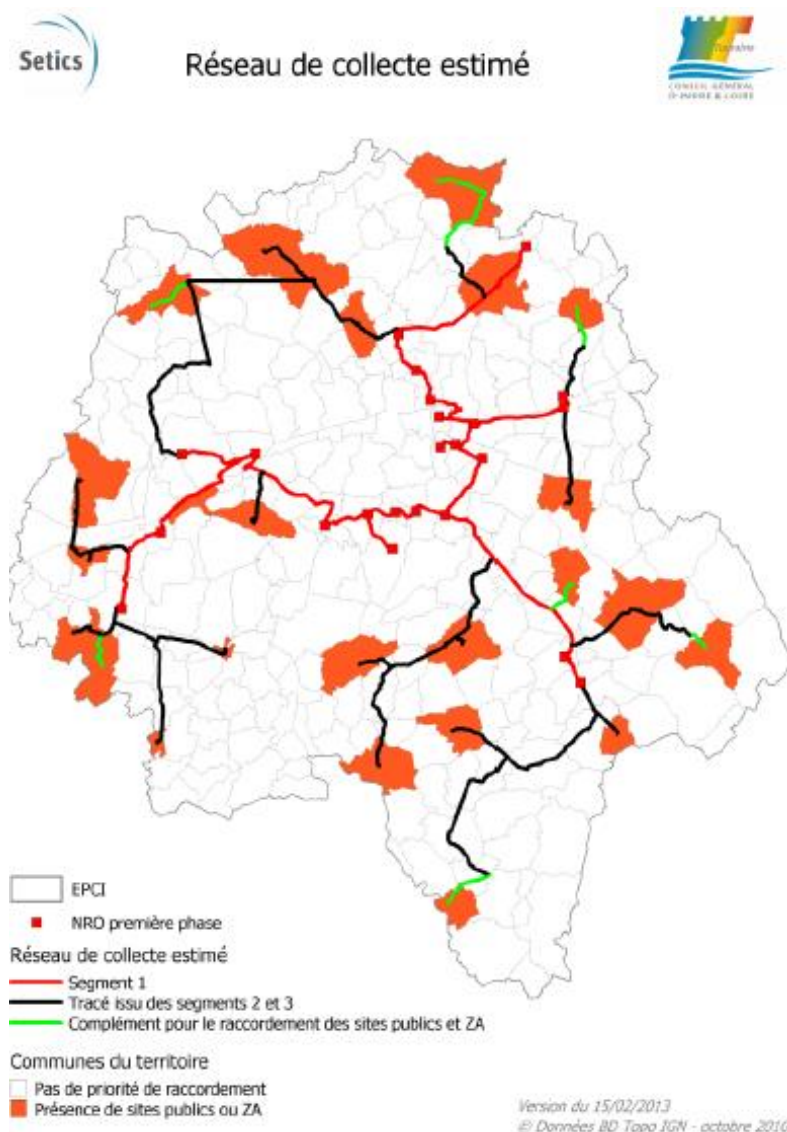 Setics
Réseau de collecte estimé
Touraine
CONSEIL GÉNÉRAL
D'INDRE & LOIRE
EPCI
NRO première phase
Réseau de collecte estimé
Segment 1
Tracé issu des segments 2 et 3
Complément pour le raccordement des sites publics et ZA
Communes du territoire
Pas de priorité de raccordement
Présence de sites publics ou ZA
Version du 15/02/2013
© Données BD Topo IGN - octobre 2010